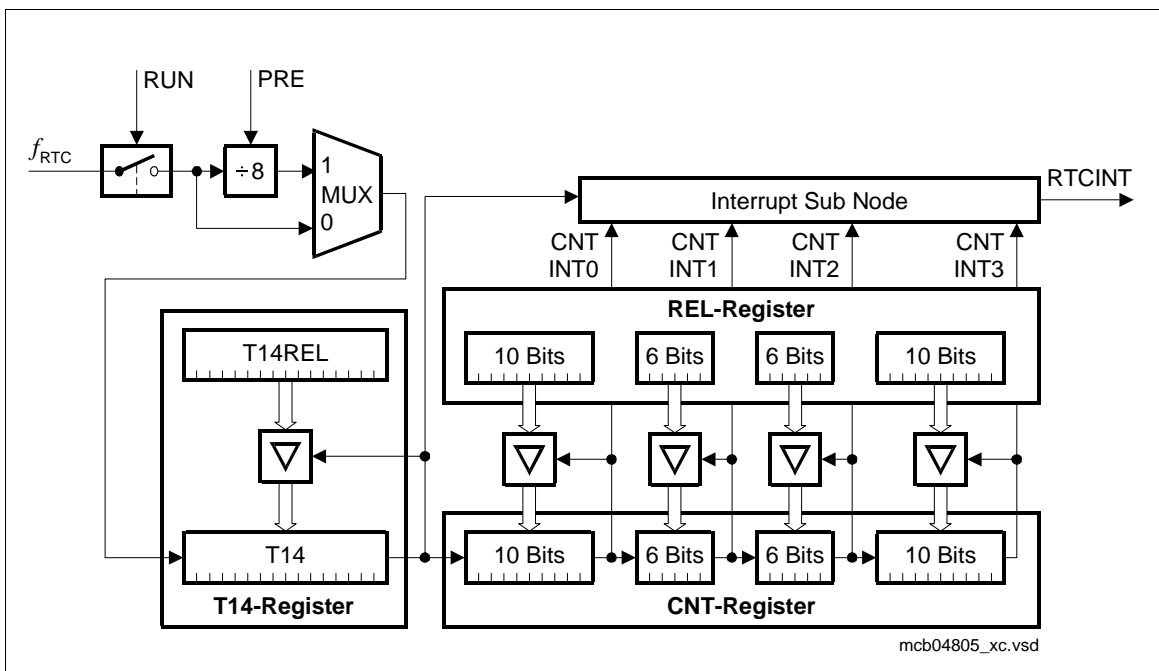 RUN
PRE
fRTC
÷8
1
MUX
0
Interrupt Sub Node
RTCINT
CNT
INT0
CNT
INT1
CNT
INT2
CNT
INT3
REL-Register
10 Bits
6 Bits
6 Bits
10 Bits
T14REL
T14
T14-Register
10 Bits
6 Bits
6 Bits
10 Bits
CNT-Register
mcb04805_xc.vsd